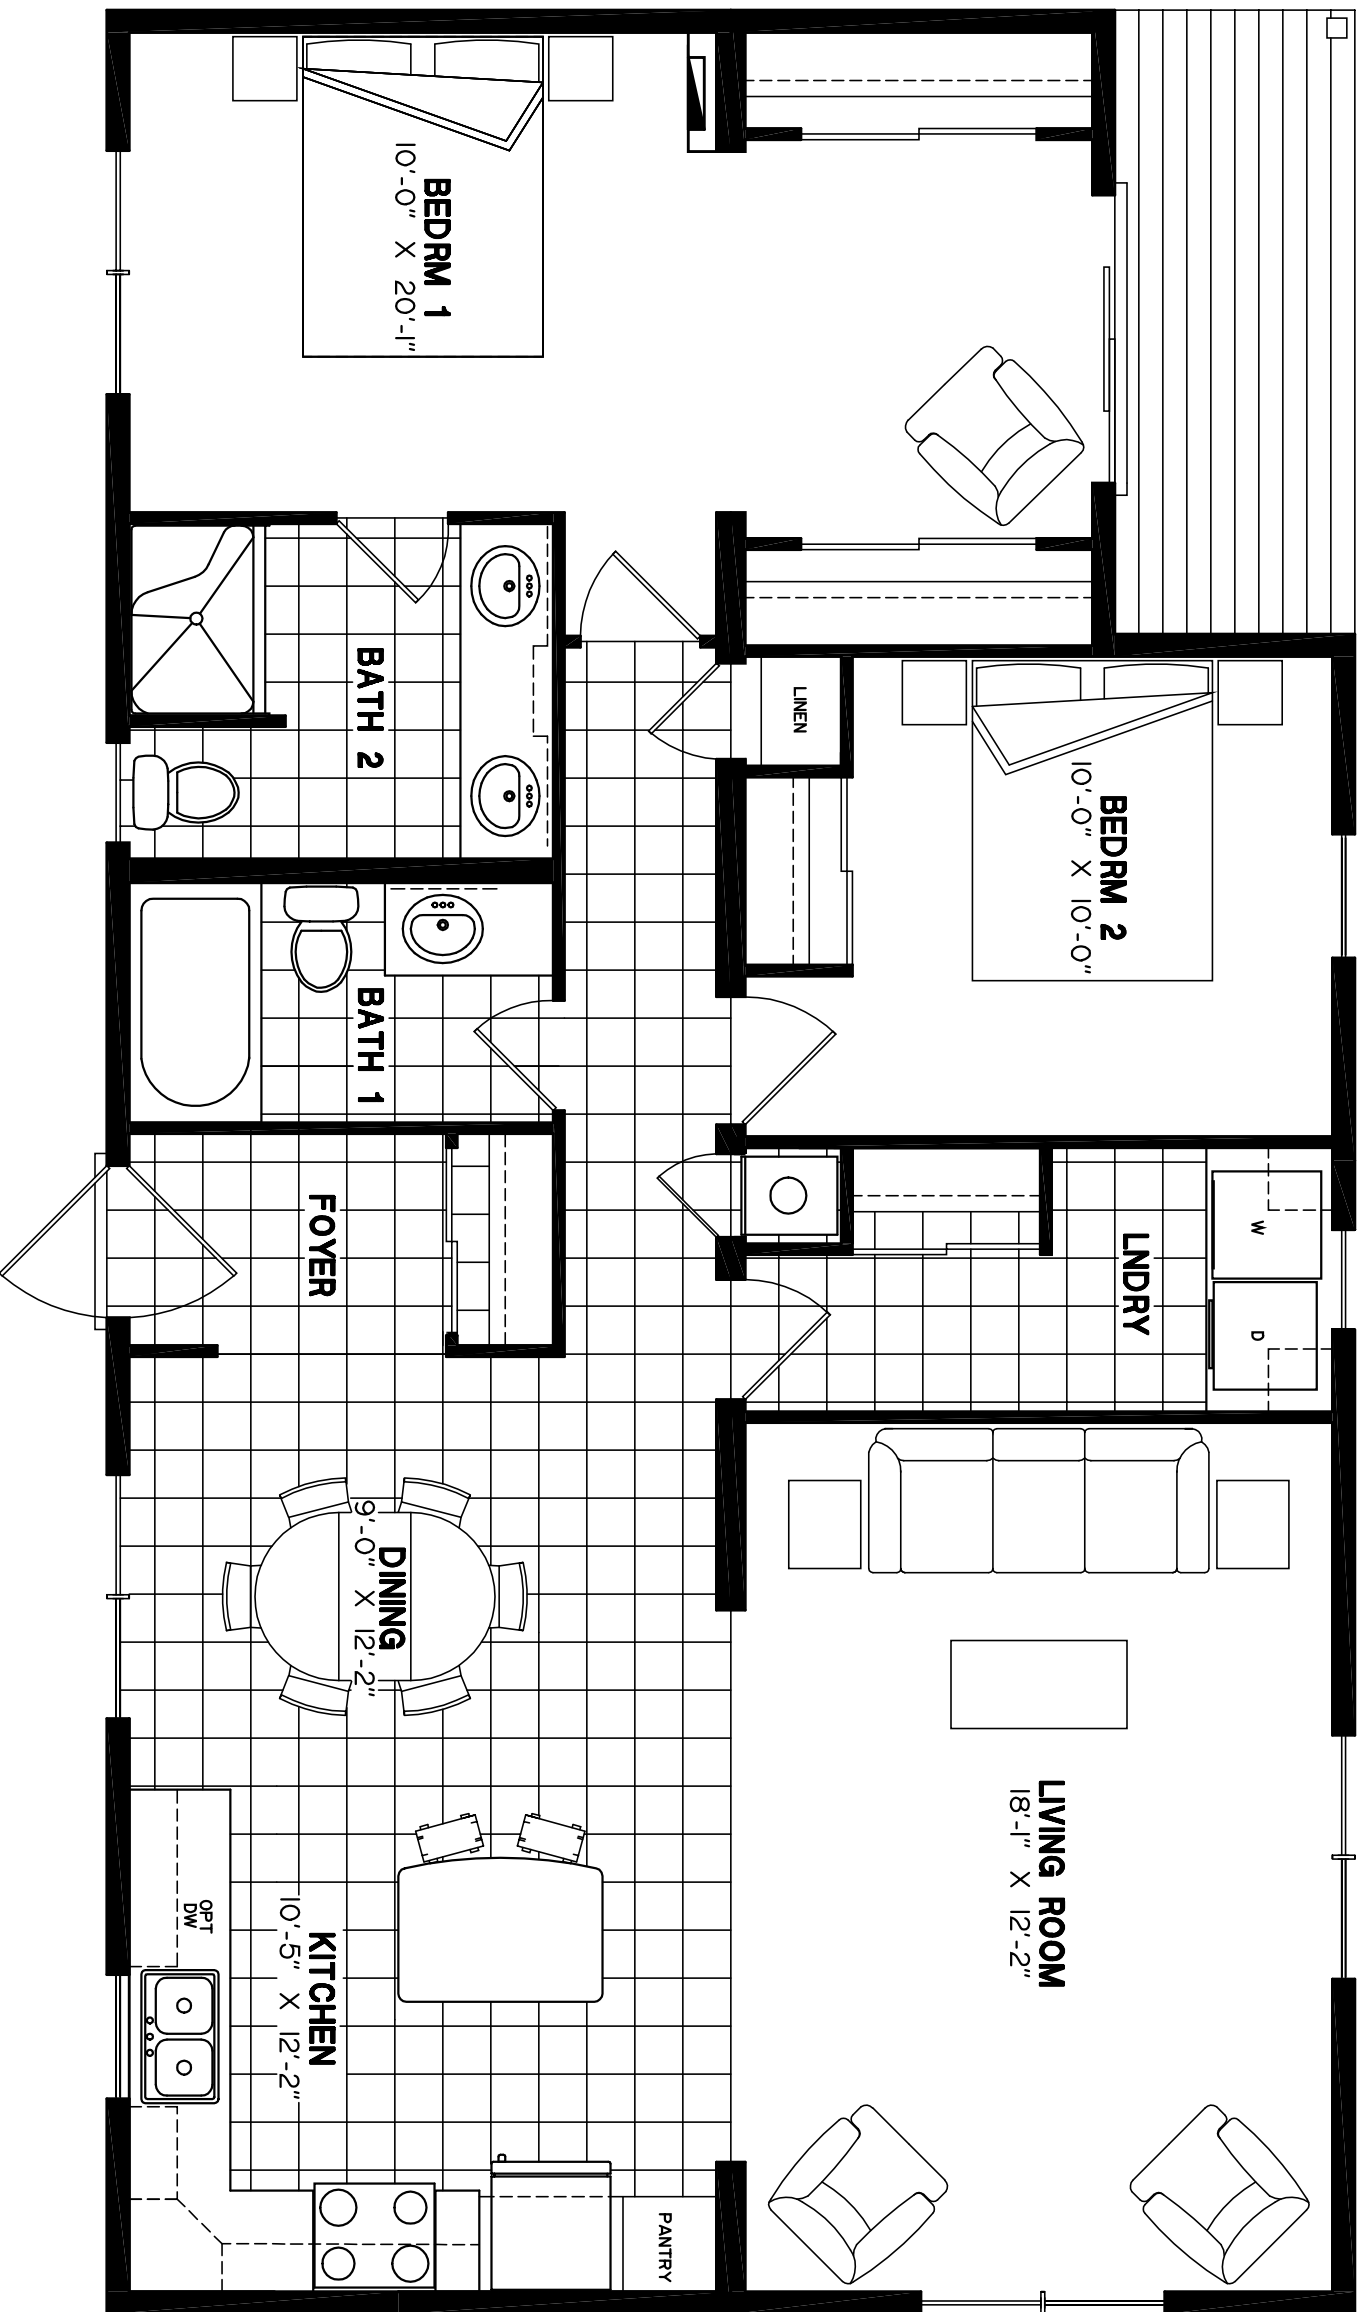 BEDRM 1
10'-0" X 20'-1"
LINEN
BEDRM 2
10'-0" X 10'-0"
BATH 2
BATH 1
FOYER
LNDRY
W
D
DINING
9'-0" X 12'-2"
LIVING ROOM
18'-1" X 12'-2"
OPT
DW
KITCHEN
10'-5" X 12'-2"
PANTRY